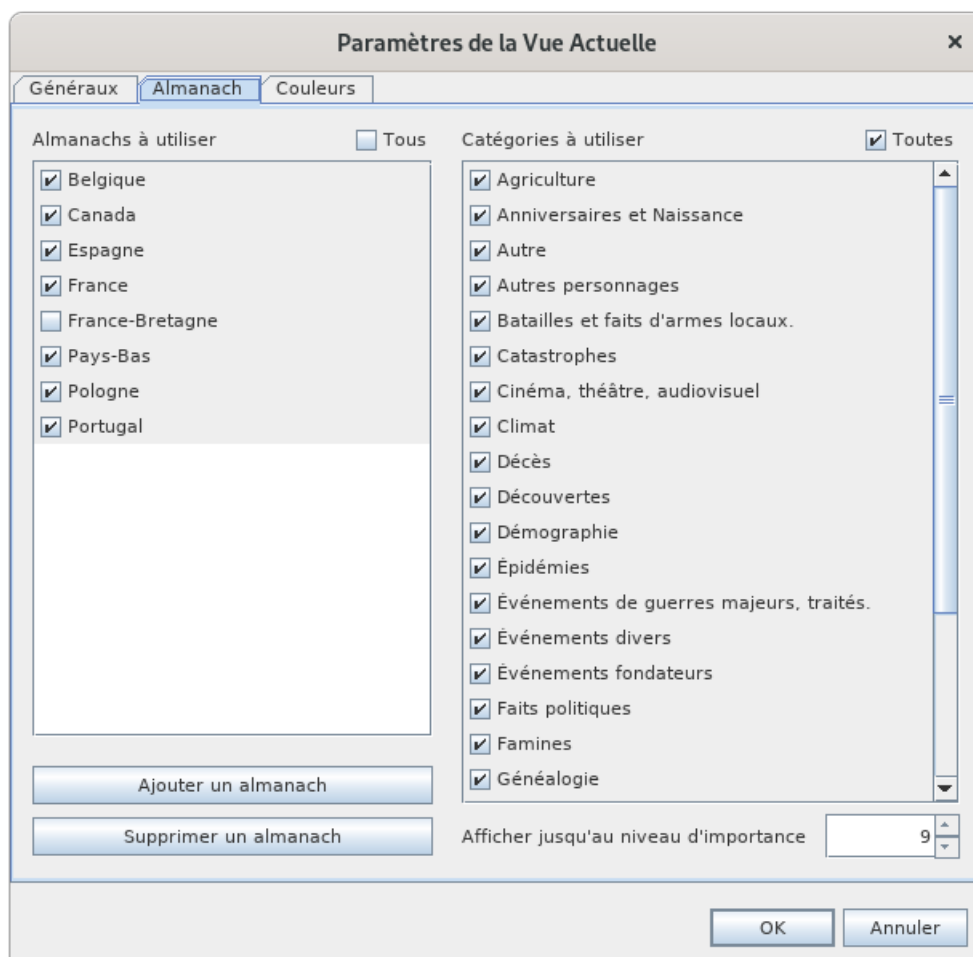 Paramètres de la Vue Actuelle
Généraux
Almanach
Couleurs
Almanachs à utiliser
Tous
Belgique
Canada
Espagne
France
France-Bretagne
Pays-Bas
Pologne
Portugal
Ajouter un almanach
Supprimer un almanach
Catégories à utiliser
Toutes
Agriculture
Anniversaires et Naissance
Autre
Autres personnages
Batailles et faits d'armes locaux.
Catastrophes
Cinéma, théâtre, audiovisuel
Climat
Décès
Découvertes
Démographie
Épidémies
Événements de guerres majeurs, traités.
Événements divers
Événements fondateurs
Faits politiques
Famines
Généalogie
Afficher jusqu'au niveau d'importance
9
OK
Annuler